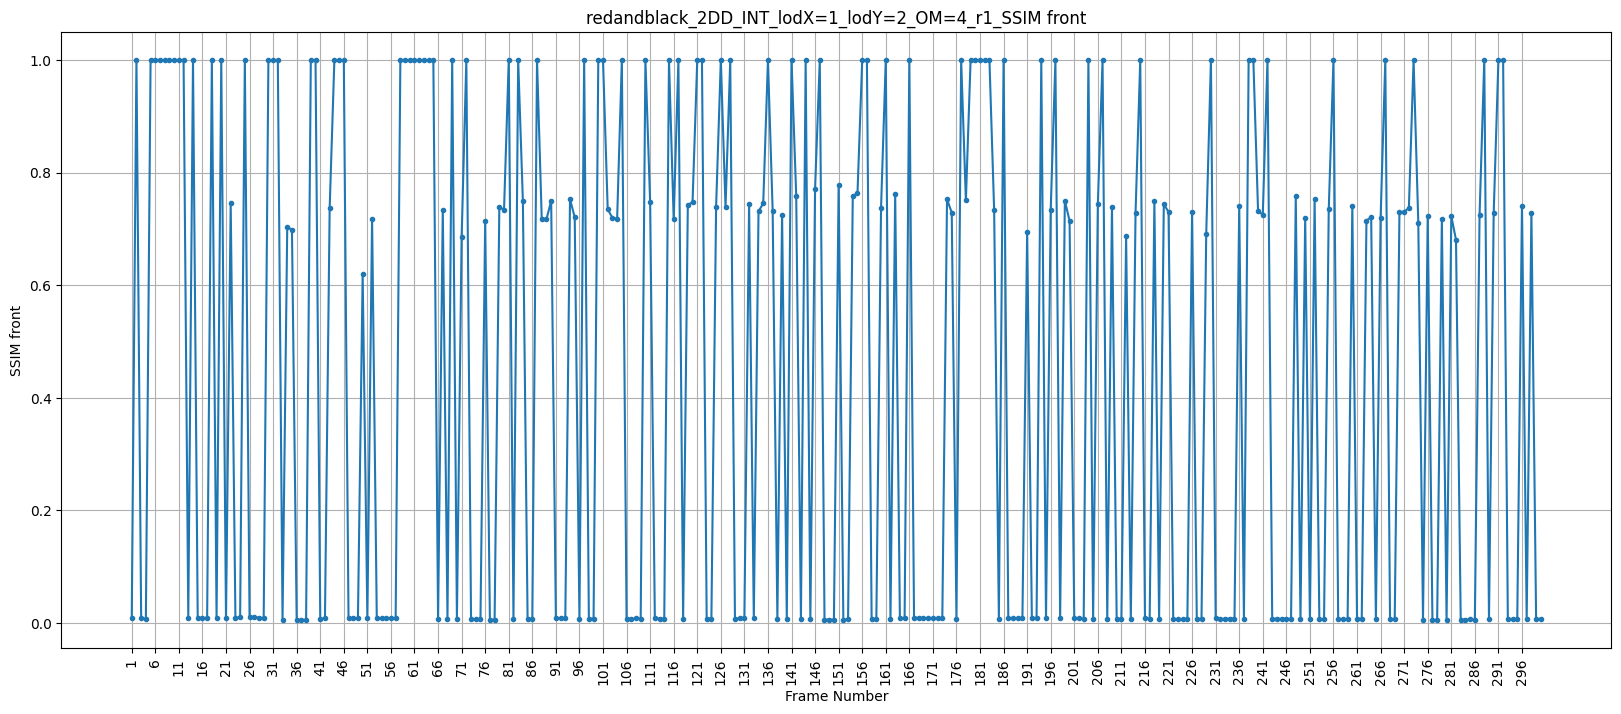 redandblack_2DD_INT_lodX=1_lodY=2_OM=4_r1_SSIM front
1.0
0.8
0.6
0.4
0.2
0.0
SSIM front
1 6 11 16 21 26 31 36 41 46 51 56 61 66 71 76 81 86 91 96 101 106 111 116 121 126 131 136 141 146 151 156 161 166 171 176 181 186 191 196 201 206 211 216 221 226 231 236 241 246 251 256 261 266 271 276 281 286 291 296
Frame Number